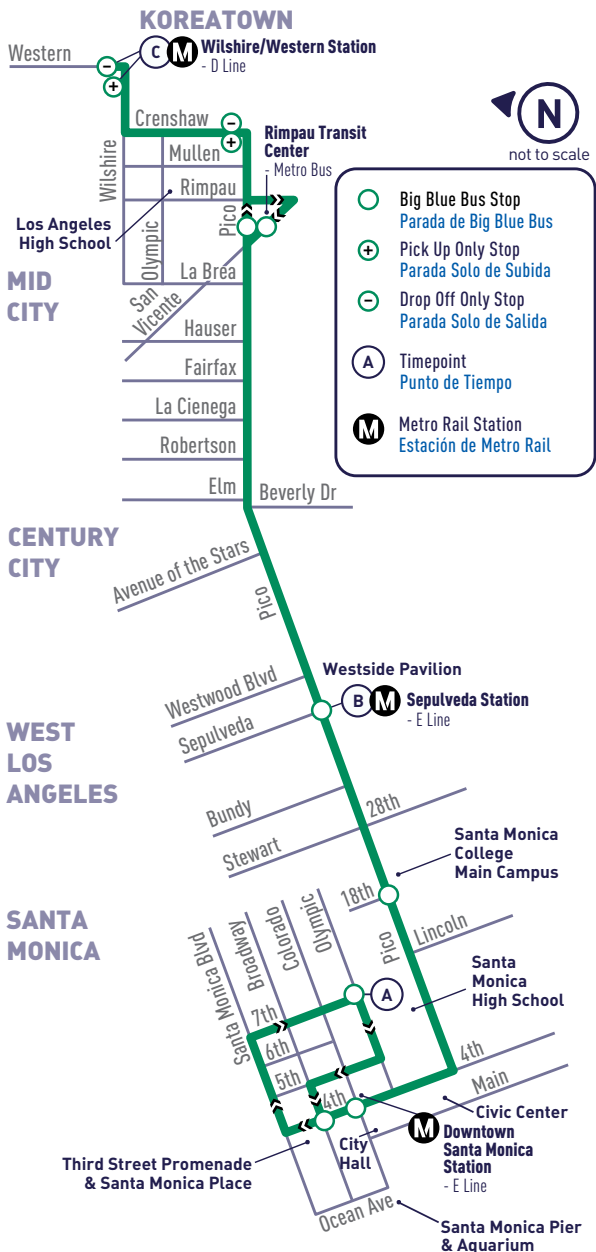 KOREATOWN
Western
C
M
Wilshire/Western Station
- D Line
Crenshaw
Wilshire
Mullen
Rimpau Transit
Center
- Metro Bus
Rimpau
Los Angeles
High School
Olympic
Pico
La Brea
MID
CITY
San
Vicente
Hauser
Fairfax
La Cienega
Robertson
Elm
Beverly Dr
N
not to scale
Big Blue Bus Stop
Parada de Big Blue Bus
+
Pick Up Only Stop
Parada Solo de Subida
-
Drop Off Only Stop
Parada Solo de Salida
A
Timepoint
Punto de Tiempo
M
Metro Rail Station
Estación de Metro Rail
CENTURY
CITY
Avenue of the Stars
Pico
Westside Pavilion
Westwood Blvd
B
M
Sepulveda Station
- E Line
Sepulveda
WEST
LOS
ANGELES
Bundy
28th
Stewart
Santa Monica
College
Main Campus
18th
SANTA
MONICA
Santa Monica Blvd
Broadway
Colorado
Olympic
Pico
Lincoln
Santa
Monica
High School
A
7th
6th
5th
4th
4th
Main
Civic Center
City
Hall
M
Downtown
Santa Monica
Station
- E Line
Third Street Promenade
& Santa Monica Place
Ocean Ave
Santa Monica Pier
& Aquarium